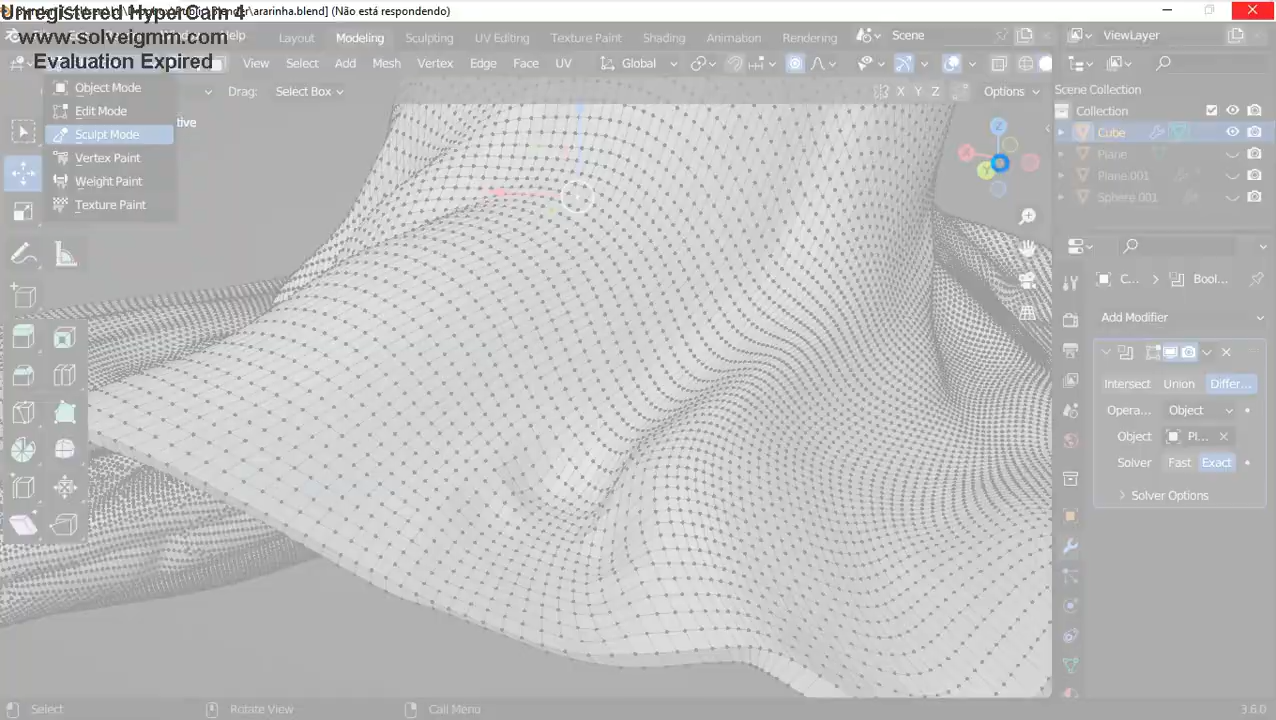 Unregistered HyperCam 4
ararinha.blend] (Não está respondendo)
www.solveigmm.com
Evaluation Expired
Layout
Modeling
Sculpting
UV Editing
Texture Paint
Shading
Animation
Rendering
Scene
ViewLayer
View
Select
Add
Mesh
Vertex
Edge
Face
UV
Global
Object Mode
Edit Mode
Sculpt Mode
Vertex Paint
Weight Paint
Texture Paint
Drag:
Select Box
tive
X
Y
Z
Options
Scene Collection
Collection
Cube
Plane
Plane.001
Sphere.001
Z
X
Y
C...
Bool...
Add Modifier
Intersect
Union
Differ...
Opera...
Object
Object
Pl...
Solver
Fast
Exact
Solver Options
Select
Rotate View
Call Menu
3.6.0